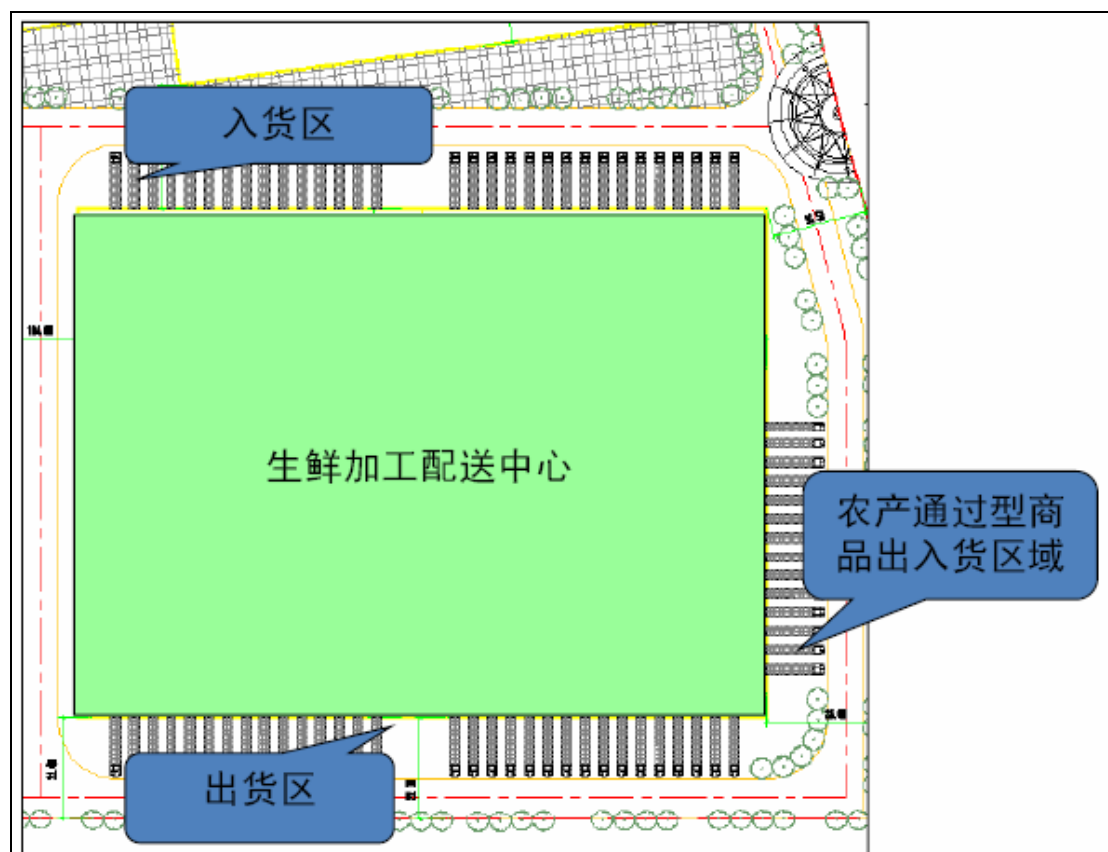 入货区
生鲜加工配送中心
农产通过型商
品出入货区域
出货区